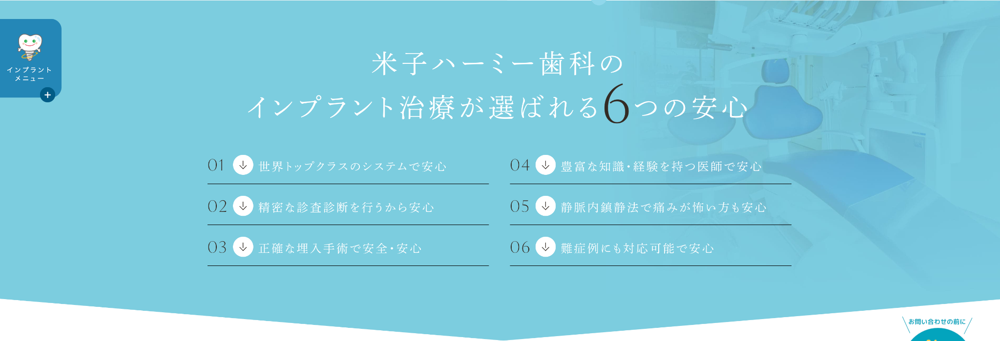 インプラント
メニュー
米子ハーミー歯科の
インプラント治療が選ばれる6つの安心
01 世界トップクラスのシステムで安心
02 精密な診査診断を行うから安心
03 正確な埋入手術で安全・安心
04 豊富な知識・経験を持つ医師で安心
05 静脈内鎮静法で痛みが怖い方も安心
06 難症例にも対応可能で安心
お問い合わせの前に